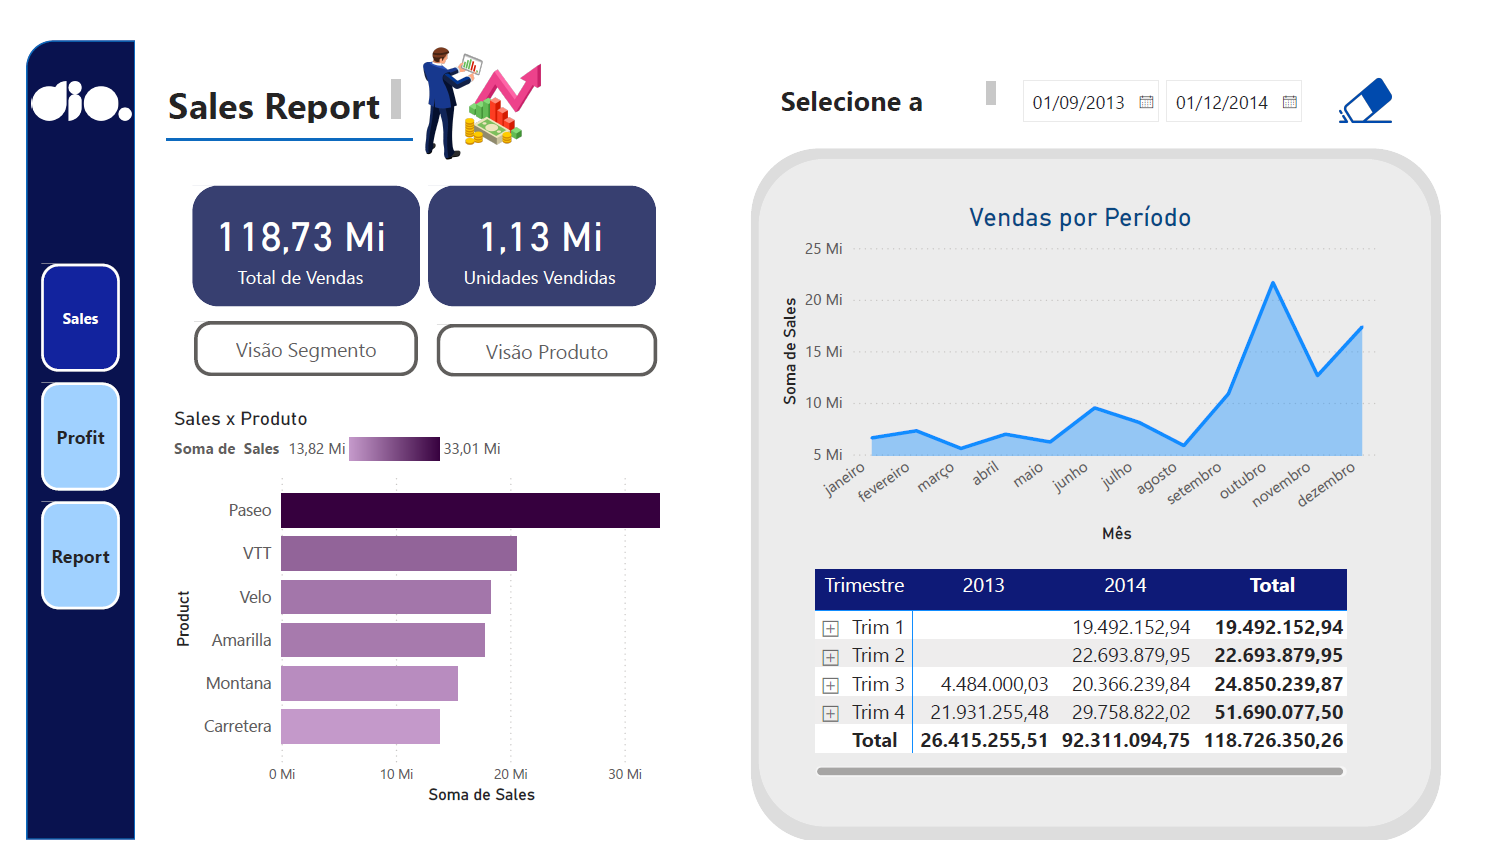 dio.
Sales Report
Selecione a
01/09/2013
01/12/2014
118,73 Mi
Total de Vendas
1,13 Mi
Unidades Vendidas
Visão Segmento
Visão Produto
Sales
Profit
Report
Sales x Produto
Soma de Sales 13,82 Mi 33,01 Mi
Product
Paseo
VTT
Velo
Amarilla
Montana
Carretera
0 Mi 10 Mi 20 Mi 30 Mi
Soma de Sales
Vendas por Período
Soma de Sales
25 Mi
20 Mi
15 Mi
10 Mi
5 Mi
janeiro fevereiro março abril maio junho julho agosto setembro outubro novembro dezembro
Mês
Trimestre 2013 2014 Total
Trim 1 19.492.152,94 19.492.152,94
Trim 2 22.693.879,95 22.693.879,95
Trim 3 4.484.000,03 20.366.239,84 24.850.239,87
Trim 4 21.931.255,48 29.758.822,02 51.690.077,50
Total 26.415.255,51 92.311.094,75 118.726.350,26